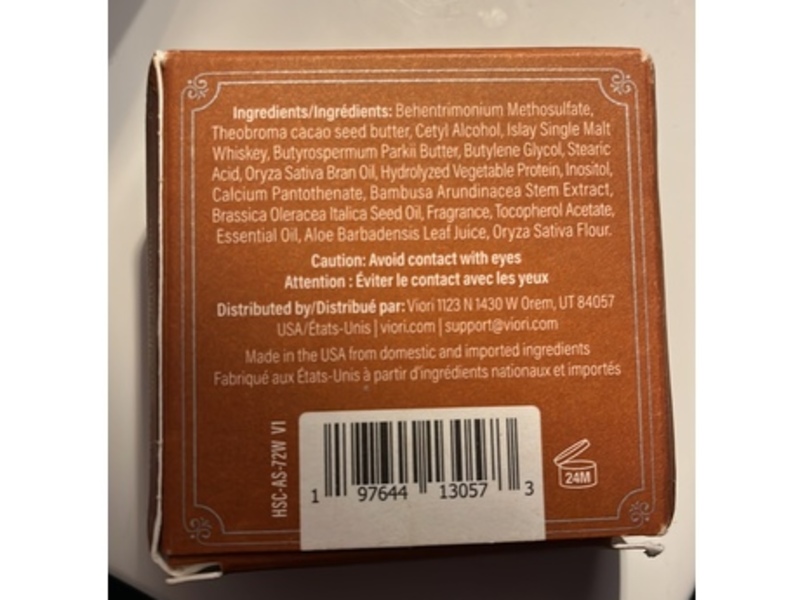 Ingredients/Ingrédients: Behentrimonium Methosulfate,
Theobroma cacao seed butter, Cetyl Alcohol, Islay Single Malt
Whiskey, Butyrospermum Parkii Butter, Butylene Glycol, Stearic
Acid, Oryza Sativa Bran Oil, Hydrolyzed Vegetable Protein, Inositol,
Calcium Pantothenate, Bambusa Arundinacea Stem Extract,
Brassica Oleracea Italica Seed Oil, Fragrance, Tocopherol Acetate,
Essential Oil, Aloe Barbadensis Leaf Juice, Oryza Sativa Flour.
Caution: Avoid contact with eyes
Attention : Éviter le contact avec les yeux
Distributed by/Distribué par: Viori 1123 N 1430 W Orem, UT 84057
USA/États-Unis | viori.com | support@viori.com
Made in the USA from domestic and imported ingredients
Fabriqué aux États-Unis à partir d'ingrédients nationaux et importés
HSC-AS-72W V1
1 97644 13057 3
24M